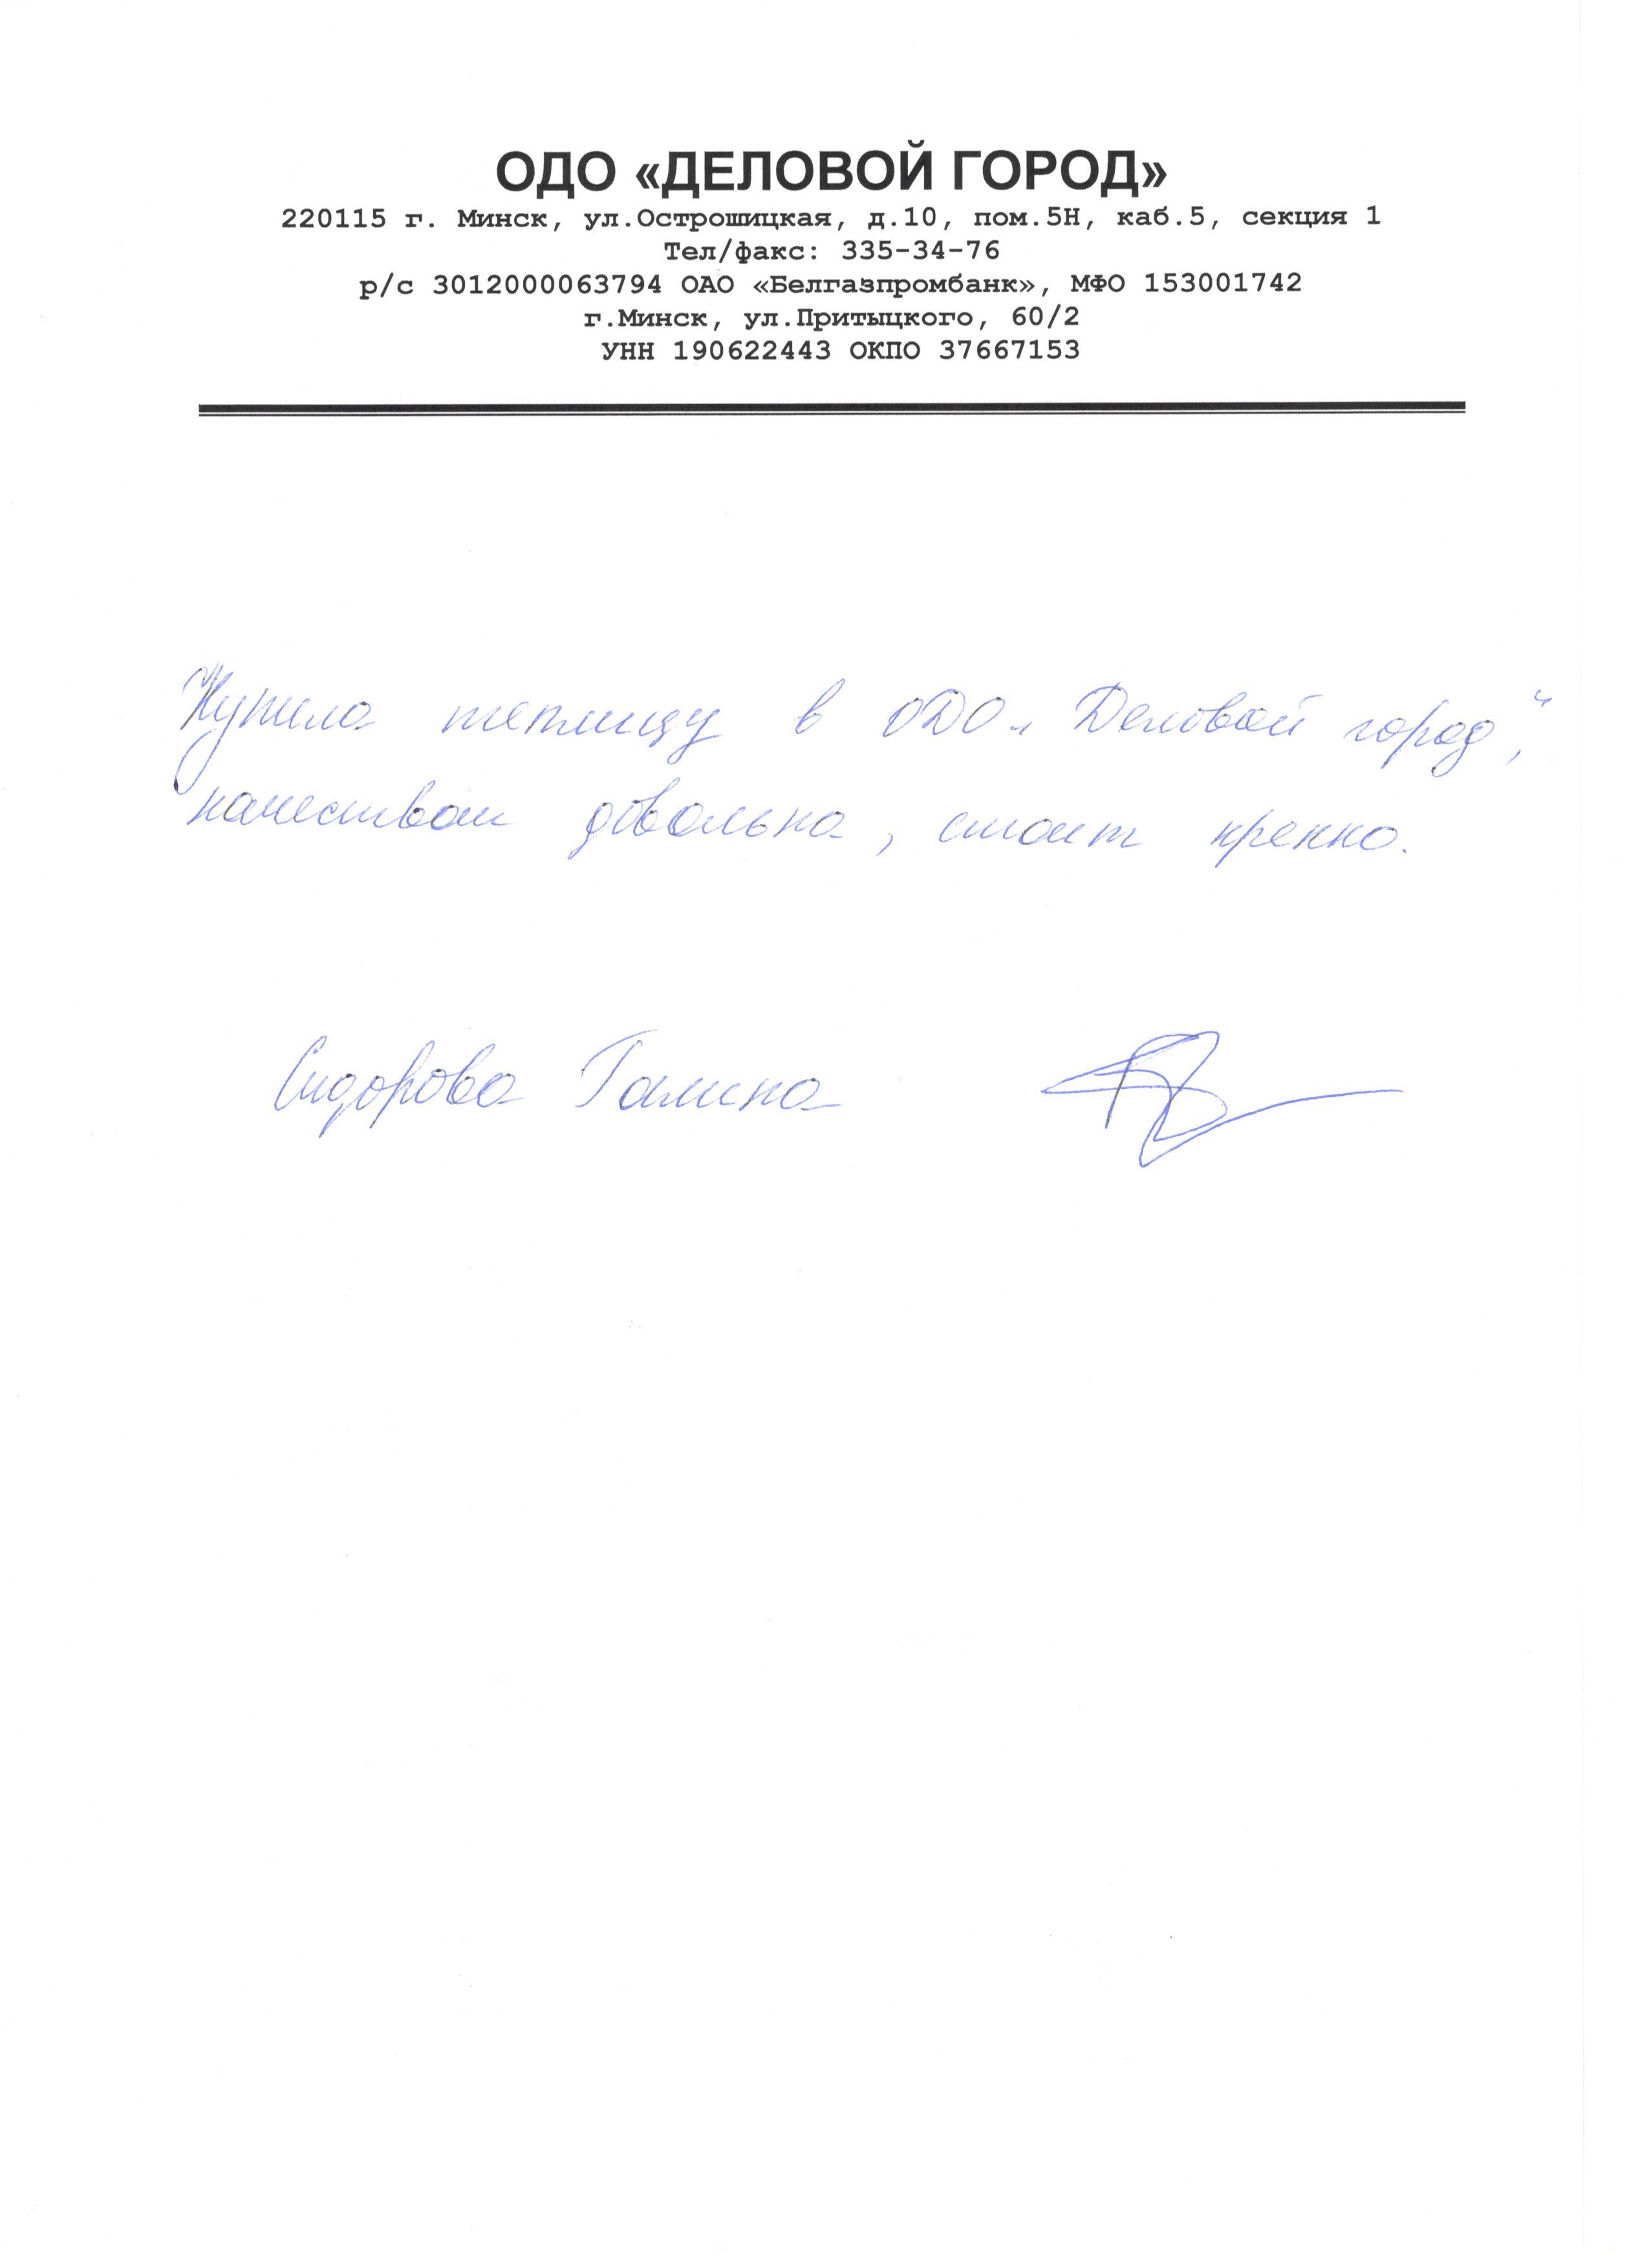 ОДО «ДЕЛОВОЙ ГОРОД»
220115 г. Минск, ул.Острошицкая, д.10, пом.5Н, каб.5, секция 1
Тел/факс: 335-34-76
р/с 3012000063794 ОАО «Белгазпромбанк», МФО 153001742
г.Минск, ул.Притыцкого, 60/2
УНН 190622443 ОКПО 37667153
Купила теплицу в ОДО „Деловой город",
качеством довольна, стоит крепко.
Сидорова Галина